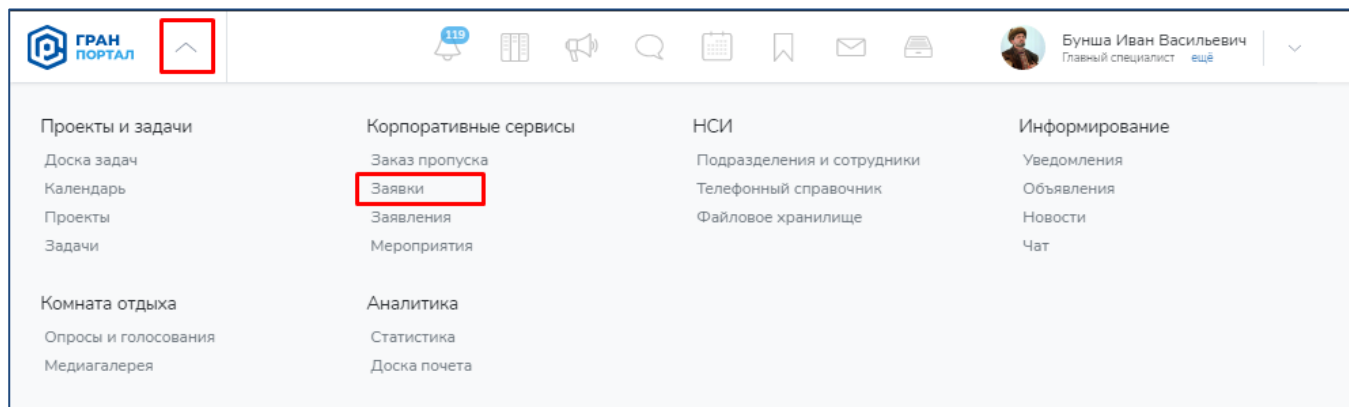 ГРАН
ПОРТАЛ
119
Бунша Иван Васильевич
Главный специалист ещё
Проекты и задачи
Доска задач
Календарь
Проекты
Задачи
Корпоративные сервисы
Заказ пропуска
Заявки
Заявления
Мероприятия
НСИ
Подразделения и сотрудники
Телефонный справочник
Файловое хранилище
Информирование
Уведомления
Объявления
Новости
Чат
Комната отдыха
Опросы и голосования
Медиагалерея
Аналитика
Статистика
Доска почета